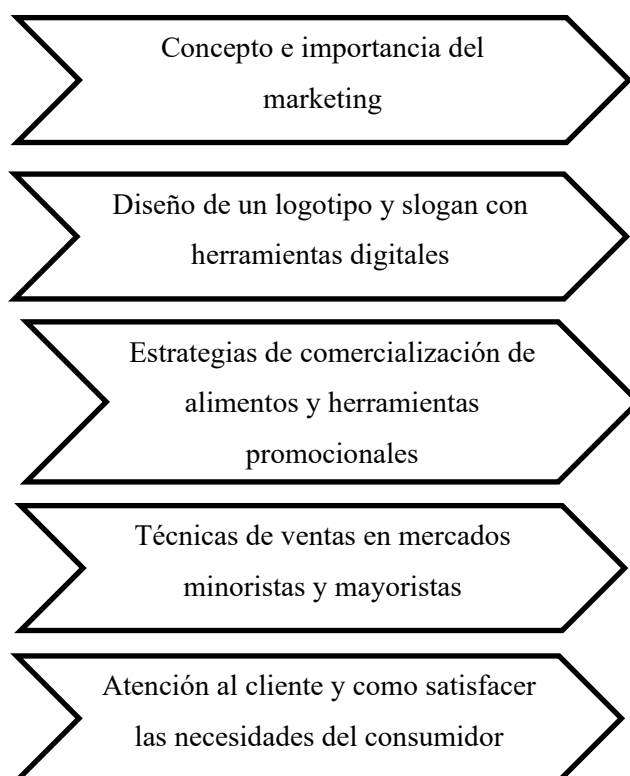 Concepto e importancia del
marketing
Diseño de un logotipo y slogan con
herramientas digitales
Estrategias de comercialización de
alimentos y herramientas
promocionales
Técnicas de ventas en mercados
minoristas y mayoristas
Atención al cliente y como satisfacer
las necesidades del consumidor